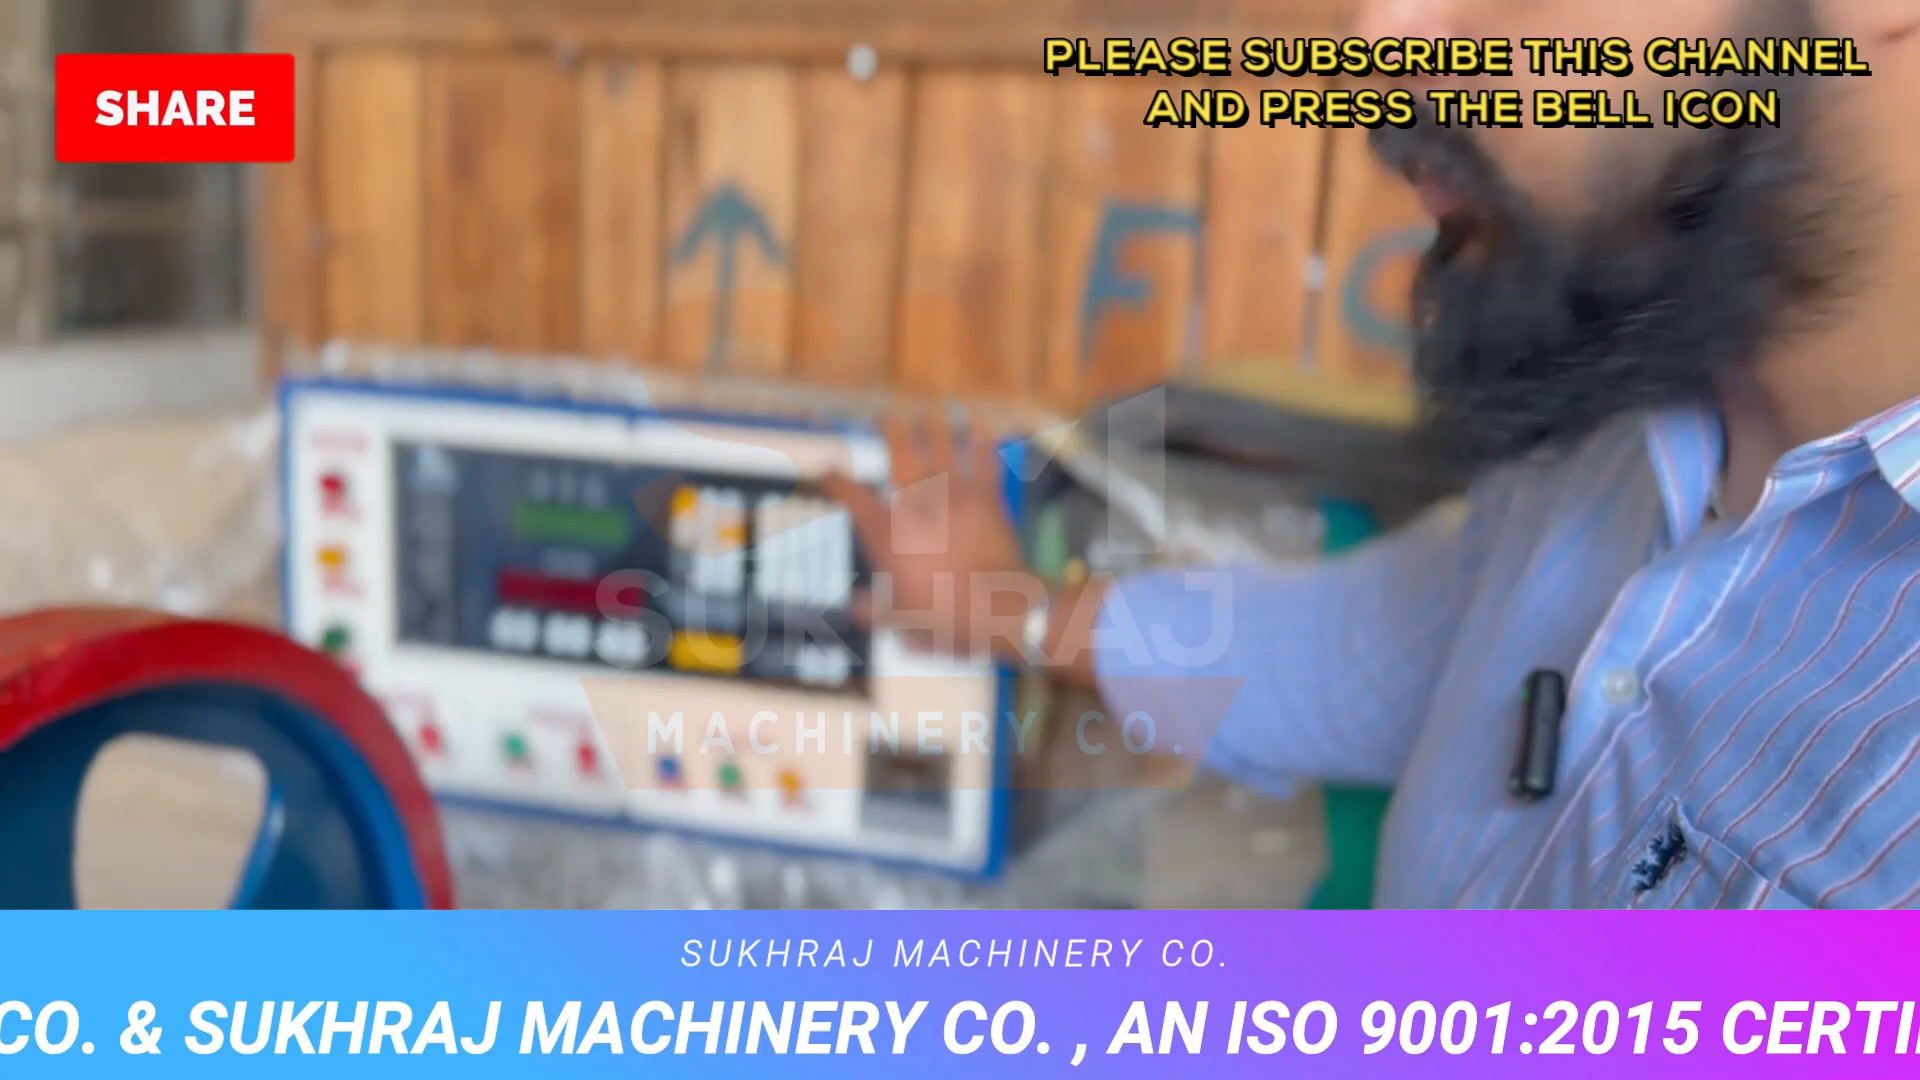 SHARE
PLEASE SUBSCRIBE THIS CHANNEL
AND PRESS THE BELL ICON
F C
SUKHRAJ
MACHINERY CO.
SUKHRAJ MACHINERY CO.
CO. & SUKHRAJ MACHINERY CO. , AN ISO 9001:2015 CERTI